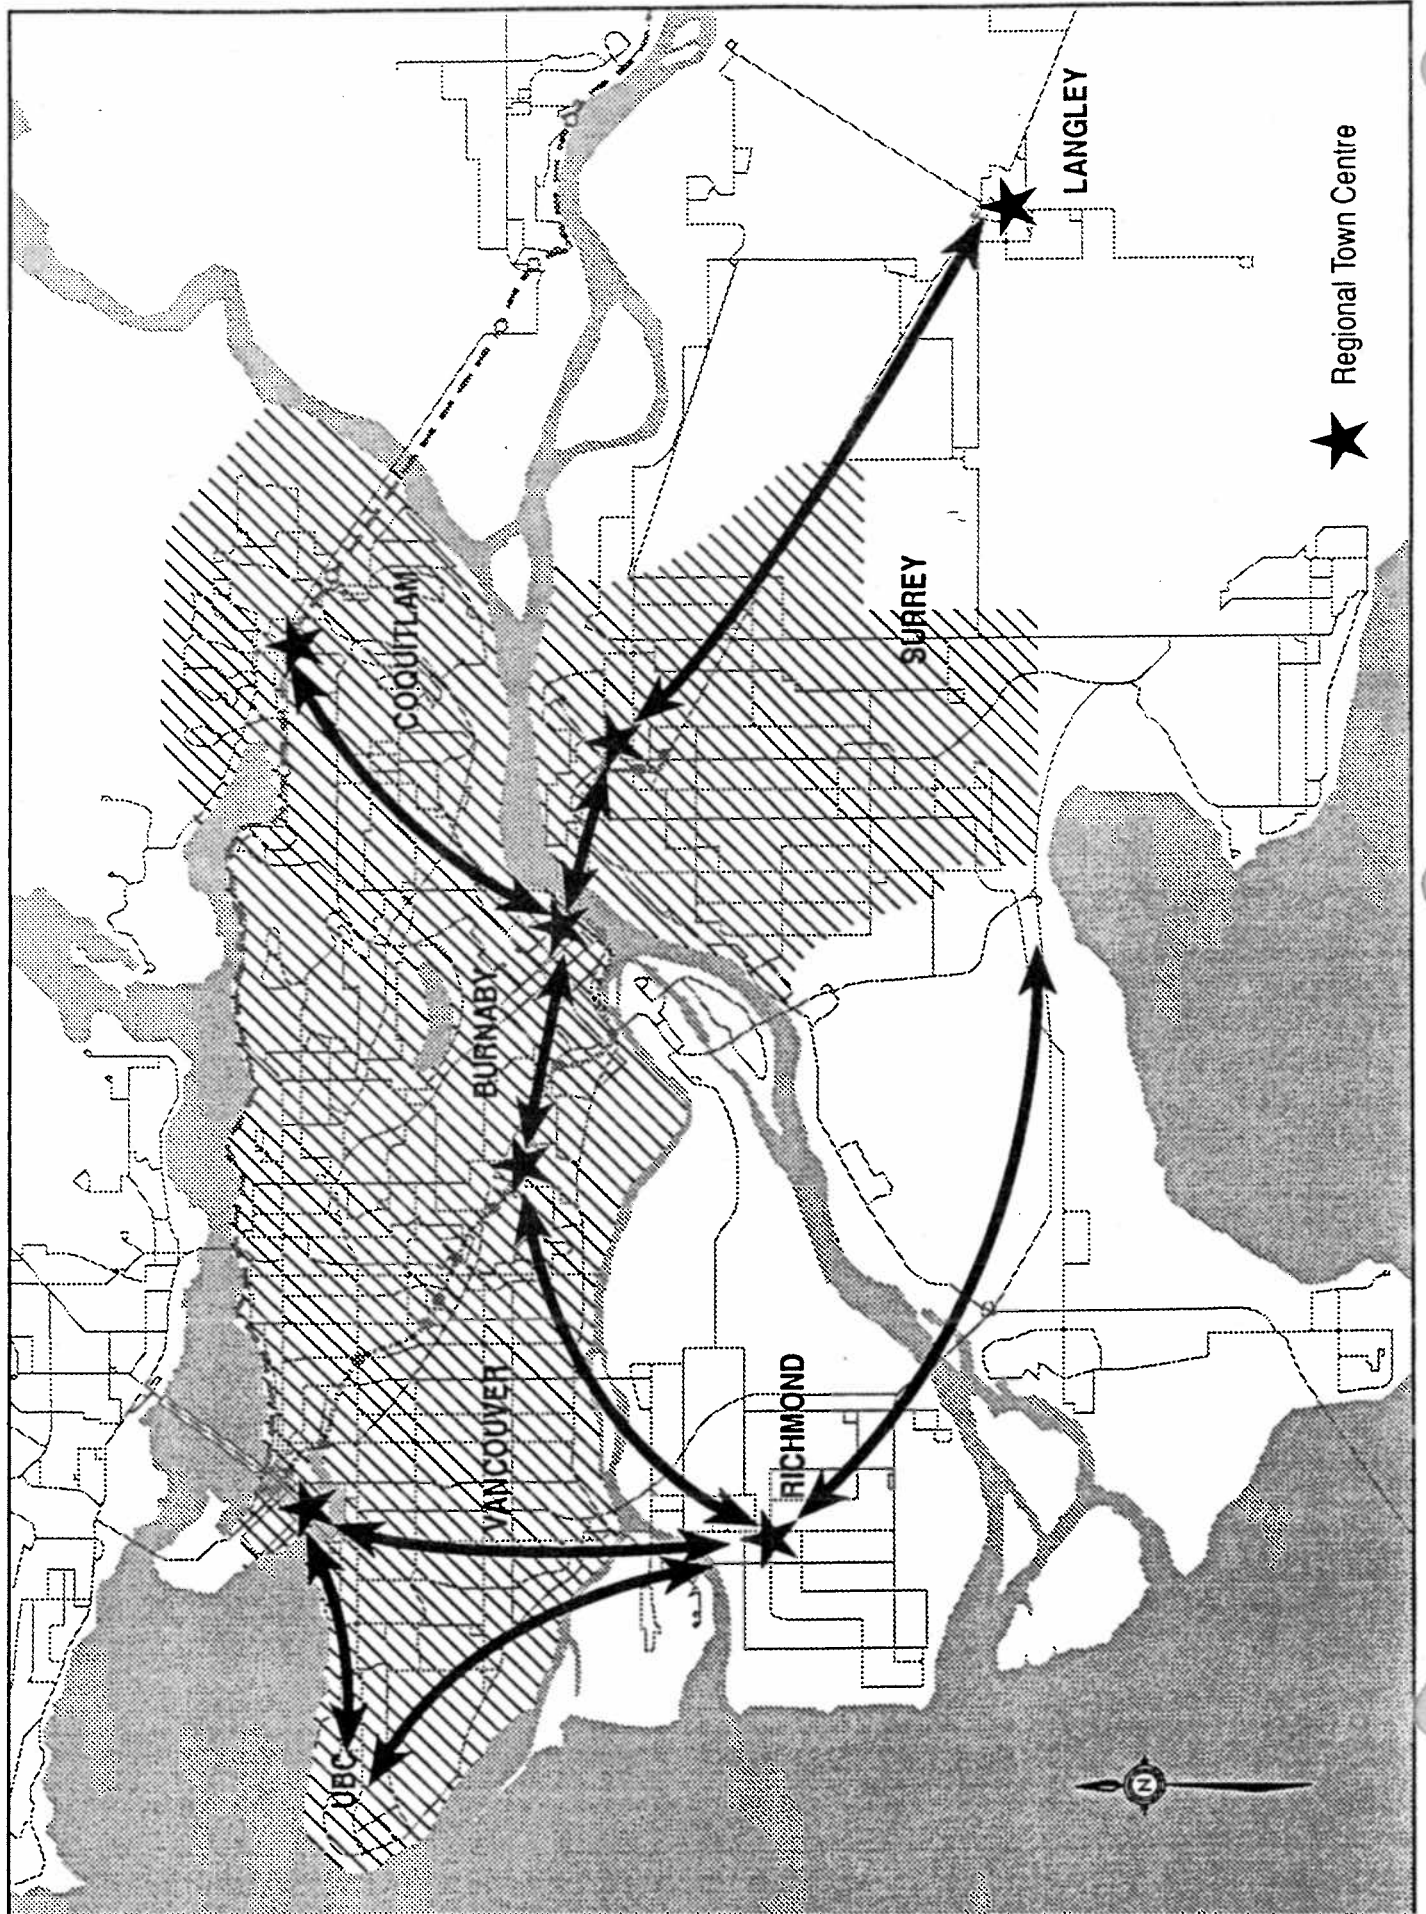 UBC
VANCOUVER
RICHMOND
BURNABY
COQUITLAM
SURREY
LANGLEY
Regional Town Centre
N